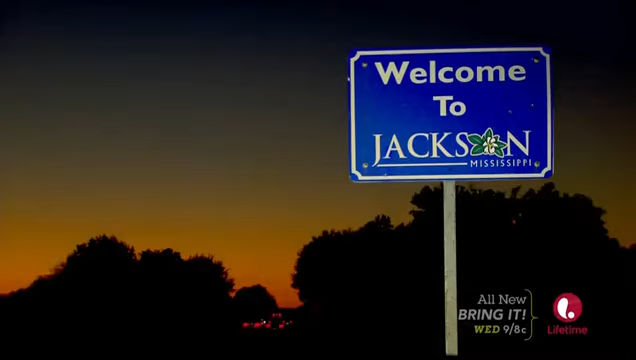 Welcome
To
JACKSON
MISSISSIPPI
All New
BRING IT!
WED 9/8c
Lifetime